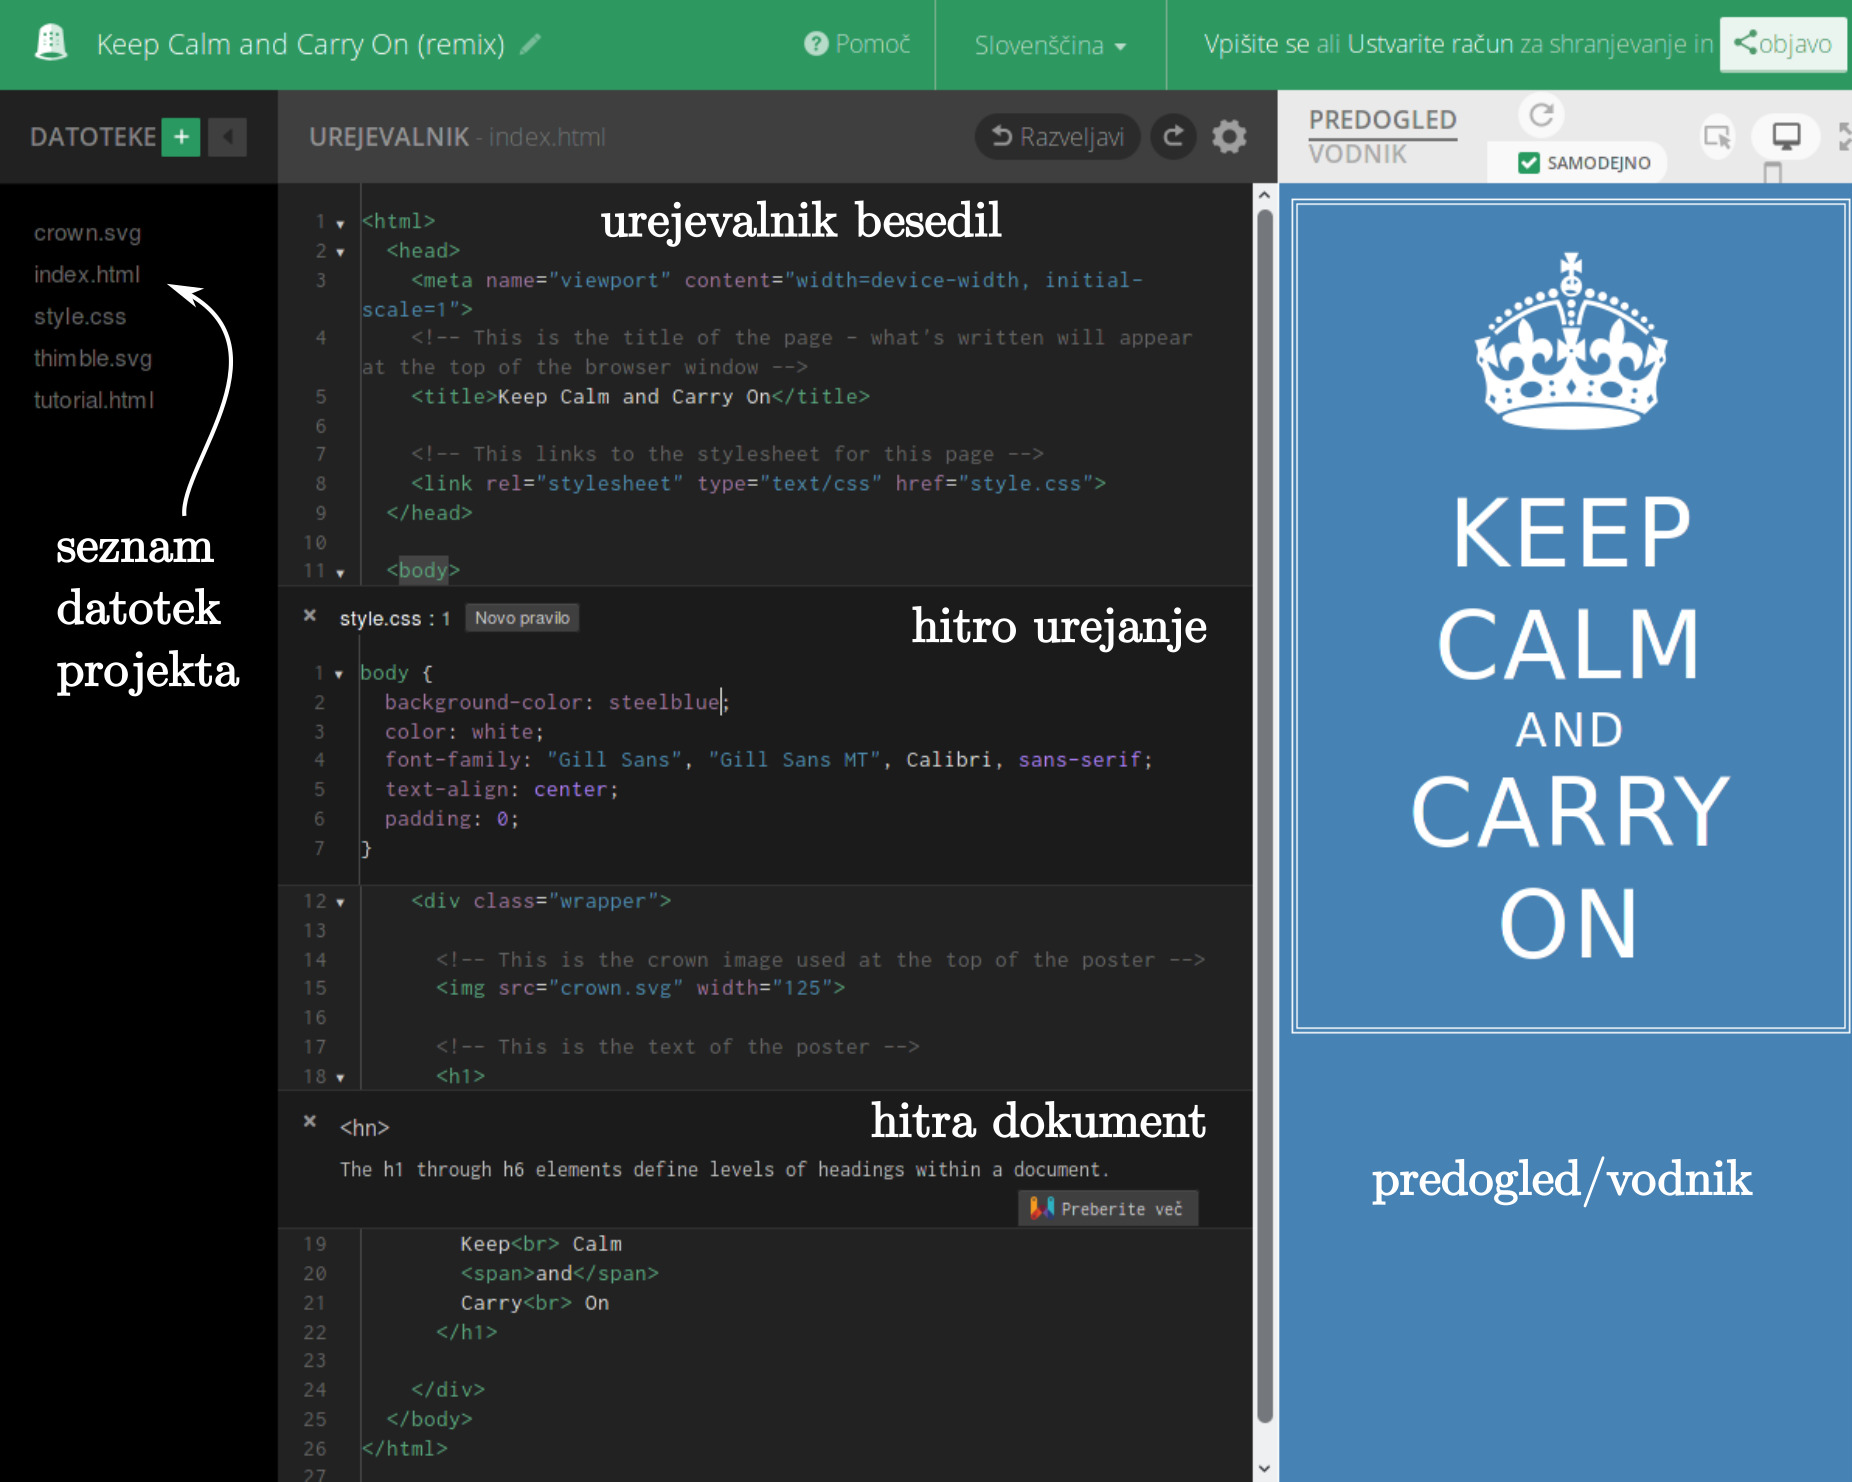 Keep Calm and Carry On (remix)
Pomoč
Slovenščina
Vpišite se ali Ustvarite račun za shranjevanje in
objavo
DATOTEKE +
UREJEVALNIK - index.html
Razveljavi
PREDOGLED
VODNIK
SAMODEJNO
crown.svg
index.html
style.css
thimble.svg
tutorial.html
seznam
datotek
projekta
urejevalnik besedil
1 <html>
2 <head>
3 <meta name="viewport" content="width=device-width, initial-
scale=1">
4 <!-- This is the title of the page - what's written will appear
at the top of the browser window -->
5 <title>Keep Calm and Carry On</title>
6
7 <!-- This links to the stylesheet for this page -->
8 <link rel="stylesheet" type="text/css" href="style.css">
9 </head>
10
11 <body>
× style.css : 1 Novo pravilo
hitro urejanje
1 body {
2 background-color: steelblue;
3 color: white;
4 font-family: "Gill Sans", "Gill Sans MT", Calibri, sans-serif;
5 text-align: center;
6 padding: 0;
7 }
12 <div class="wrapper">
13
14 <!-- This is the crown image used at the top of the poster -->
15 <img src="crown.svg" width="125">
16
17 <!-- This is the text of the poster -->
18 <h1>
× <hn>
hitra dokument
The h1 through h6 elements define levels of headings within a document.
Preberite več
19 Keep<br> Calm
20 <span>and</span>
21 Carry<br> On
22 </h1>
23
24 </div>
25 </body>
26 </html>
27
KEEP
CALM
AND
CARRY
ON
predogled/vodnik